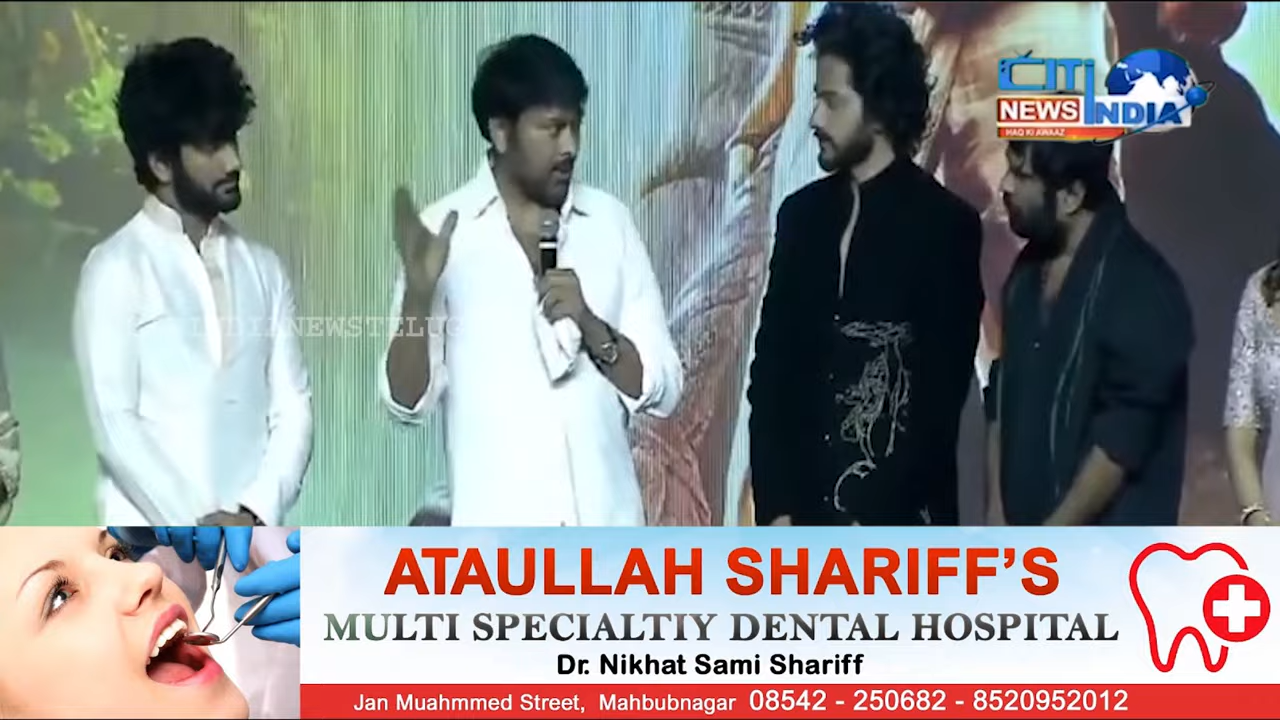 CITI
NEWS INDIA
HAQ KI AWAAZ
INDIANEWSTELUG
ATAULLAH SHARIFF'S
MULTI SPECIALTIY DENTAL HOSPITAL
Dr. Nikhat Sami Shariff
Jan Muahmmed Street, Mahbubnagar 08542 - 250682 - 8520952012